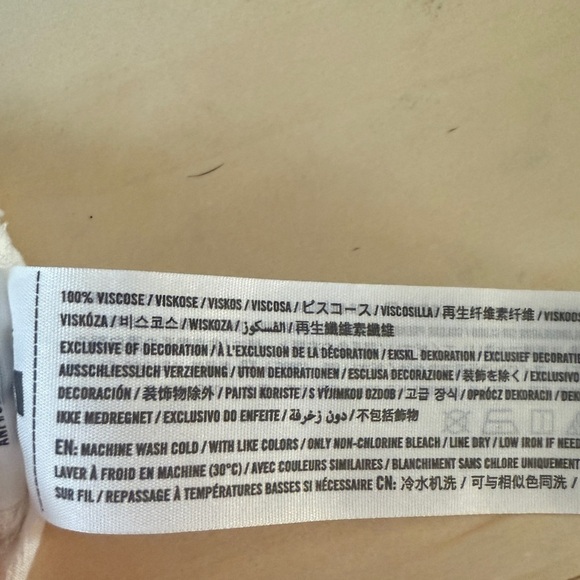 100% VISCOSE / VISKOSE / VISKOS / VISCOSA / ビスコース / VISCOSILLA / 再生纤维素纤维 / VISKOOS
VISKÓZA / 비스코스 / WISKOZA / الفسكوز / 再生纖維素纖維
EXCLUSIVE OF DECORATION / À L'EXCLUSION DE LA DÉCORATION / EKSKL. DEKORATION / EXCLUSIEF DECORATI
AUSSCHLIESSLICH VERZIERUNG / UTOM DEKORATIONEN / ESCLUSA DECORAZIONE / 装飾を除く / EXCLUSIVO
DECORACIÓN / 装饰物除外 / PAITSI KORISTE / S VÝJIMKOU OZDOB / 고급 장식 / OPRÓCZ DEKORACH / DEK
IKKE MEDREGNET / EXCLUSIVO DO ENFEITE / دون زخرفة / 不包括飾物
EN: MACHINE WASH COLD / WITH LIKE COLORS / ONLY NON-CHLORINE BLEACH / LINE DRY / LOW IRON IF NEED
LAVER À FROID EN MACHINE (30°C) / AVEC COULEURS SIMILAIRES / BLANCHIMENT SANS CHLORE UNIQUEMENT
SUR FIL / REPASSAGE À TEMPÉRATURES BASSES SI NÉCESSAIRE CN: 冷水机洗 / 可与相似色同洗 /